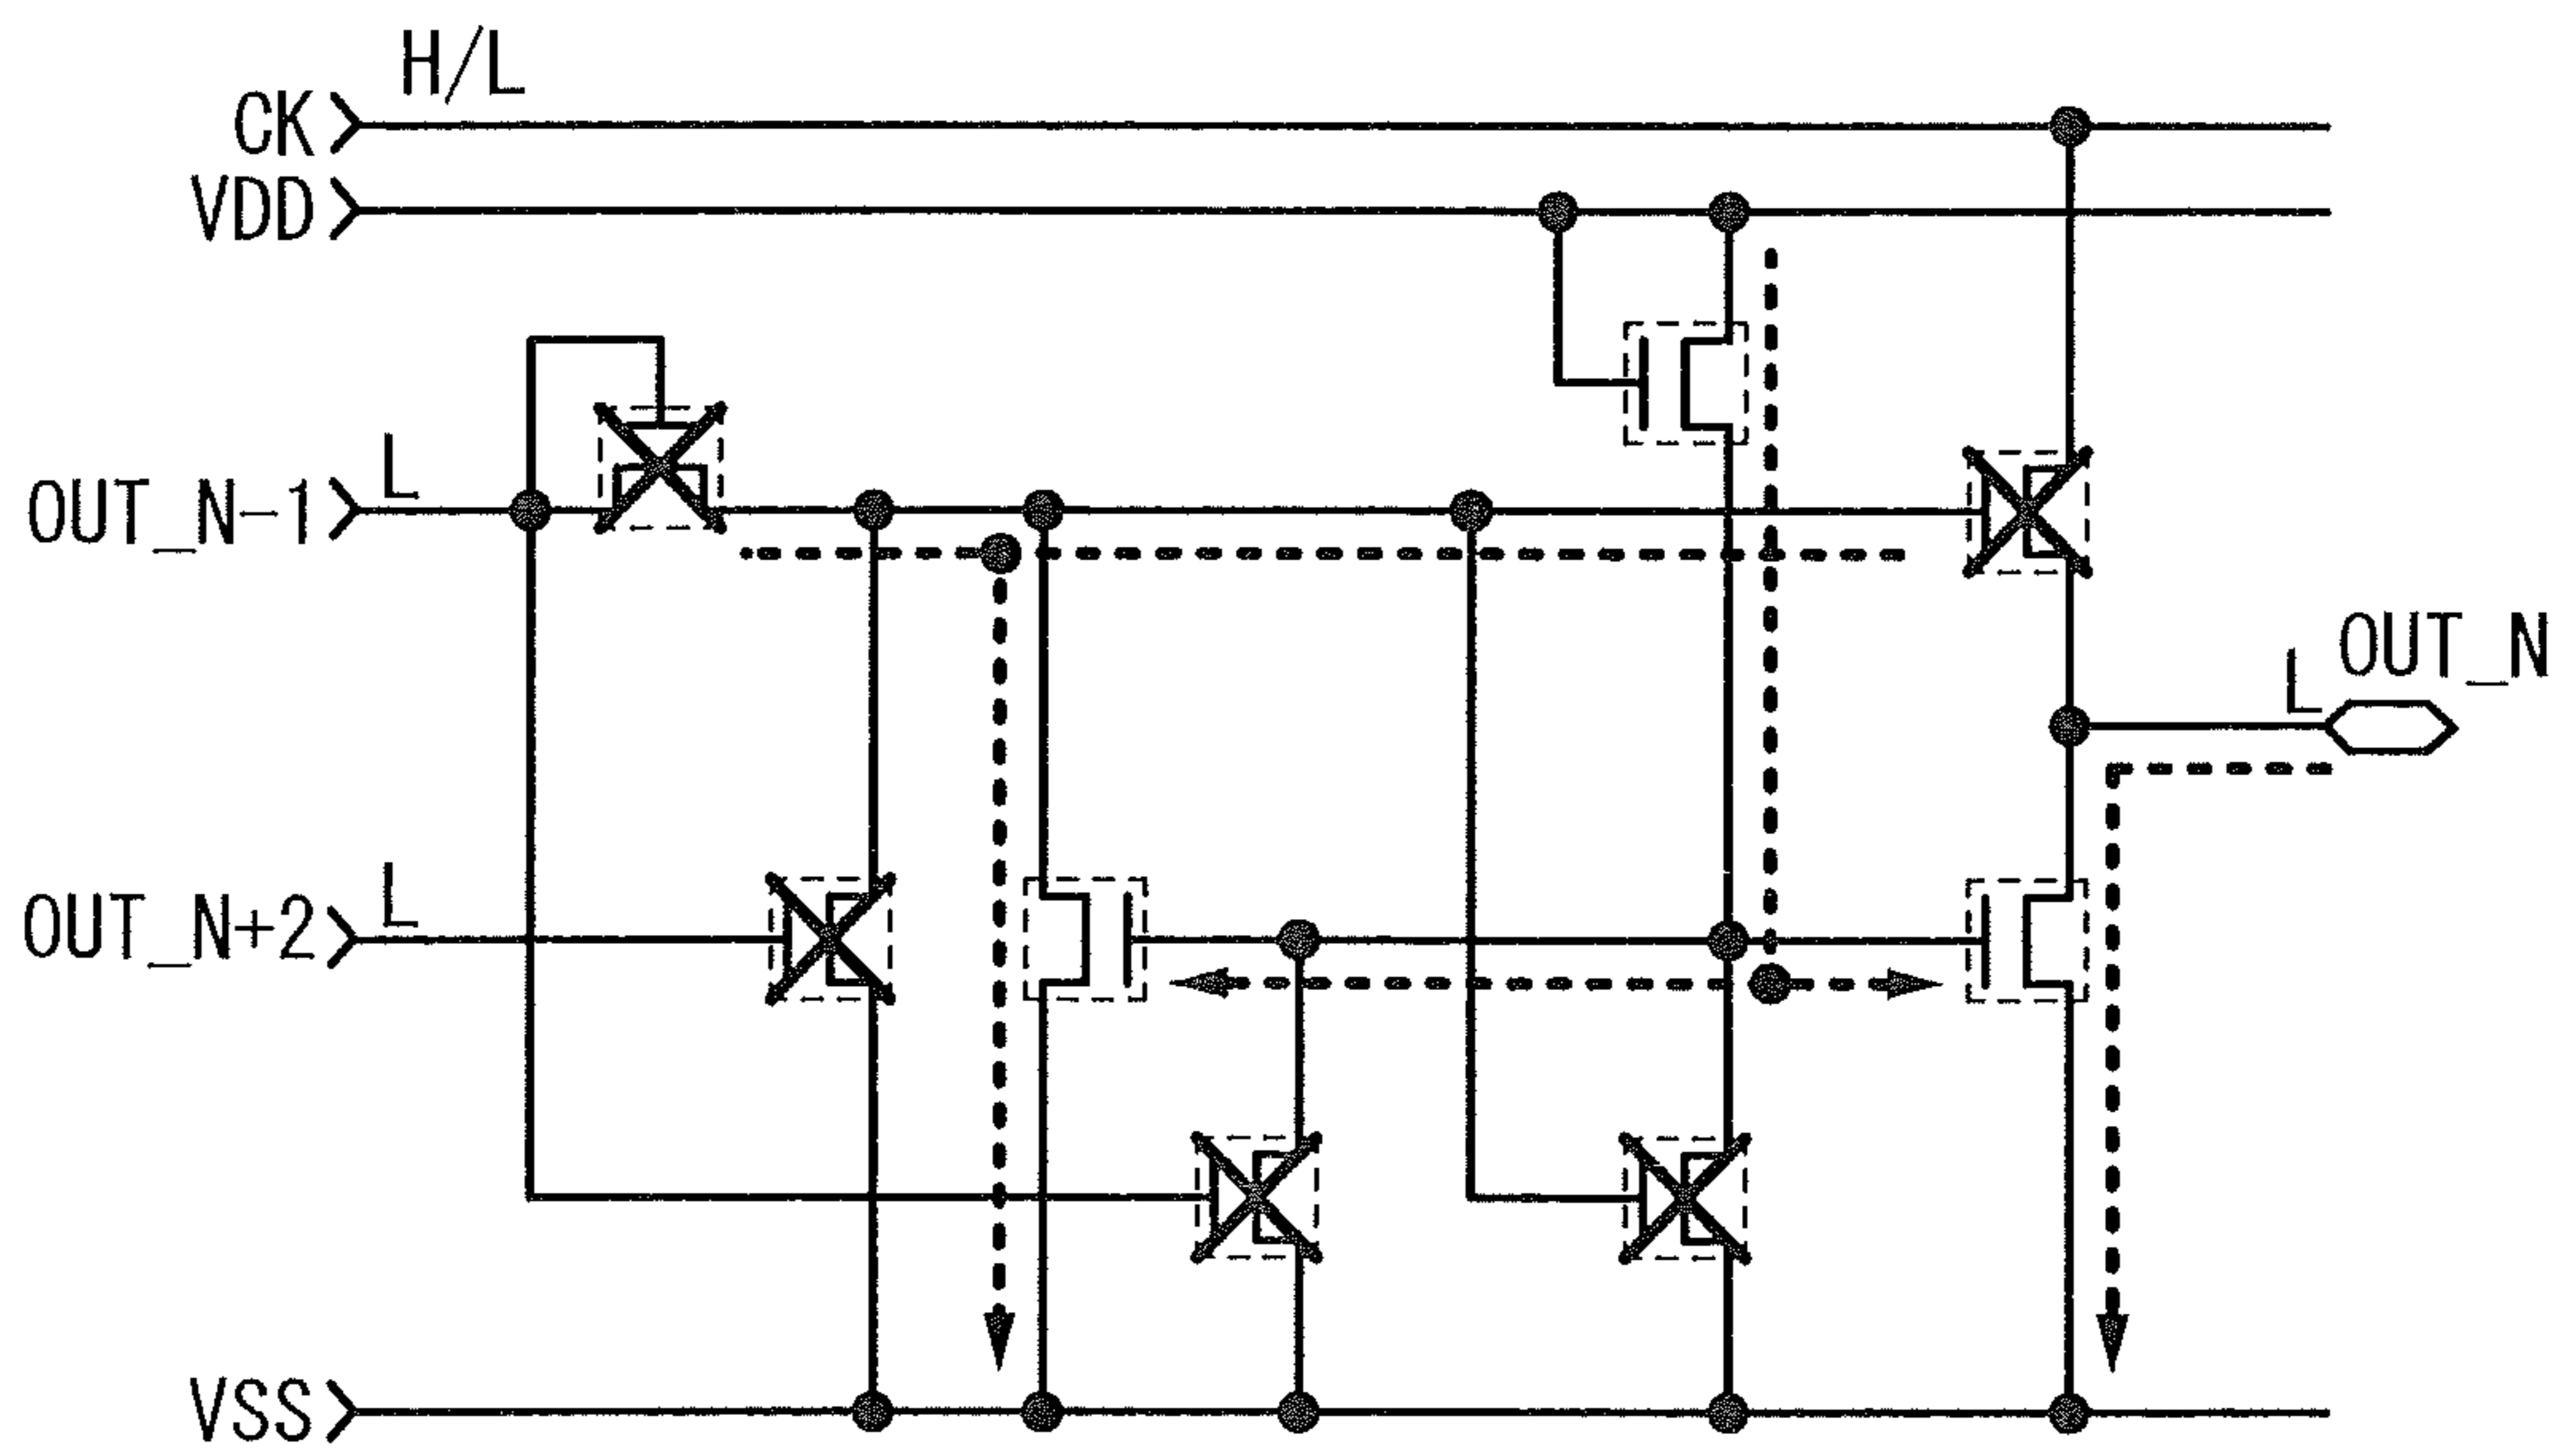 H/L
CK
VDD
L
OUT_N-1
OUT_N
L
L
OUT_N+2
VSS